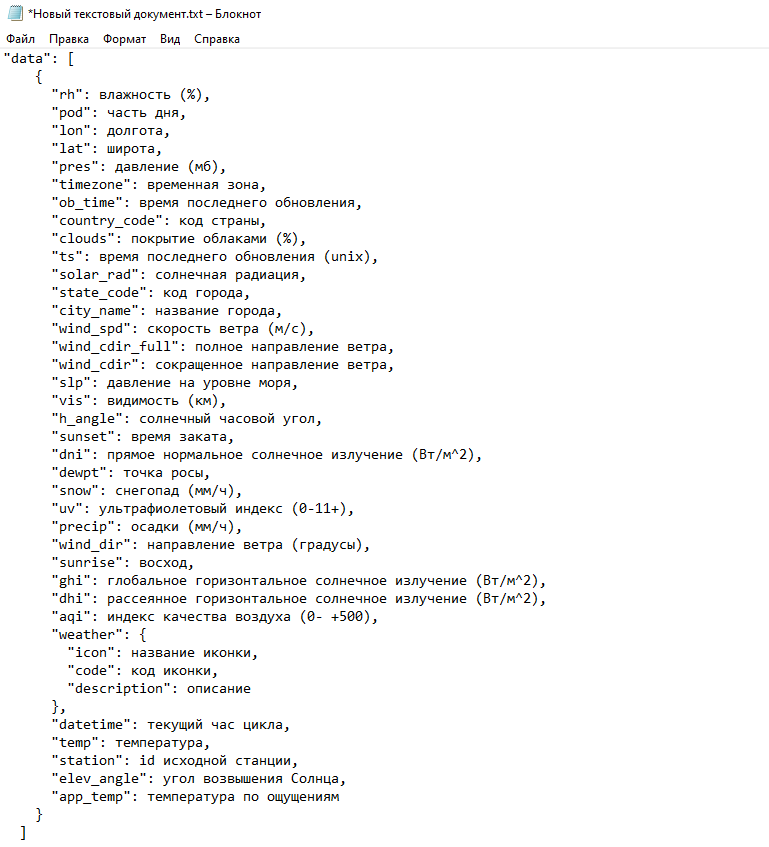 *Новый текстовый документ.txt – Блокнот
Файл Правка Формат Вид Справка
"data": [
    {
      "rh": влажность (%),
      "pod": часть дня,
      "lon": долгота,
      "lat": широта,
      "pres": давление (мб),
      "timezone": временная зона,
      "ob_time": время последнего обновления,
      "country_code": код страны,
      "clouds": покрытие облаками (%),
      "ts": время последнего обновления (unix),
      "solar_rad": солнечная радиация,
      "state_code": код города,
      "city_name": название города,
      "wind_spd": скорость ветра (м/с),
      "wind_cdir_full": полное направление ветра,
      "wind_cdir": сокращенное направление ветра,
      "slp": давление на уровне моря,
      "vis": видимость (км),
      "h_angle": солнечный часовой угол,
      "sunset": время заката,
      "dni": прямое нормальное солнечное излучение (Вт/м^2),
      "dewpt": точка росы,
      "snow": снегопад (мм/ч),
      "uv": ультрафиолетовый индекс (0-11+),
      "precip": осадки (мм/ч),
      "wind_dir": направление ветра (градусы),
      "sunrise": восход,
      "ghi": глобальное горизонтальное солнечное излучение (Вт/м^2),
      "dhi": рассеянное горизонтальное солнечное излучение (Вт/м^2),
      "aqi": индекс качества воздуха (0- +500),
      "weather": {
        "icon": название иконки,
        "code": код иконки,
        "description": описание
      },
      "datetime": текущий час цикла,
      "temp": температура,
      "station": id исходной станции,
      "elev_angle": угол возвышения Солнца,
      "app_temp": температура по ощущениям
    }
  ]